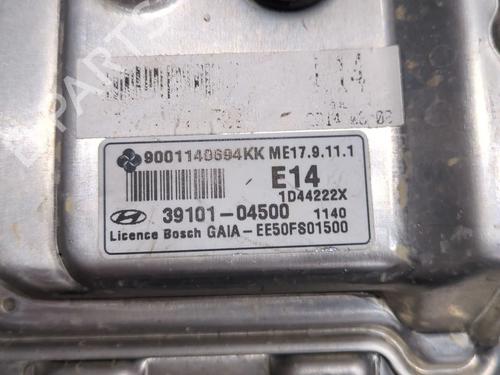 9001140694KK ME17.9.11.1
E14
1D44222X
39101-04500 1140
Licence Bosch GAIA-EE50FS01500